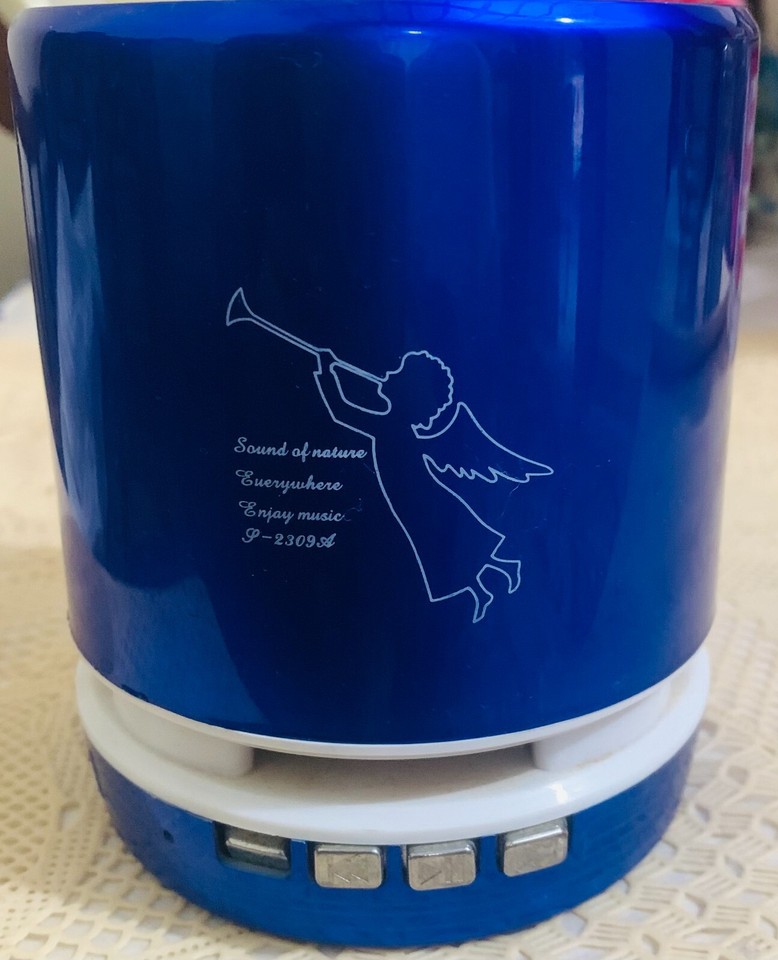 Sound of nature
Euerywhere
Enjay music
S-2309A